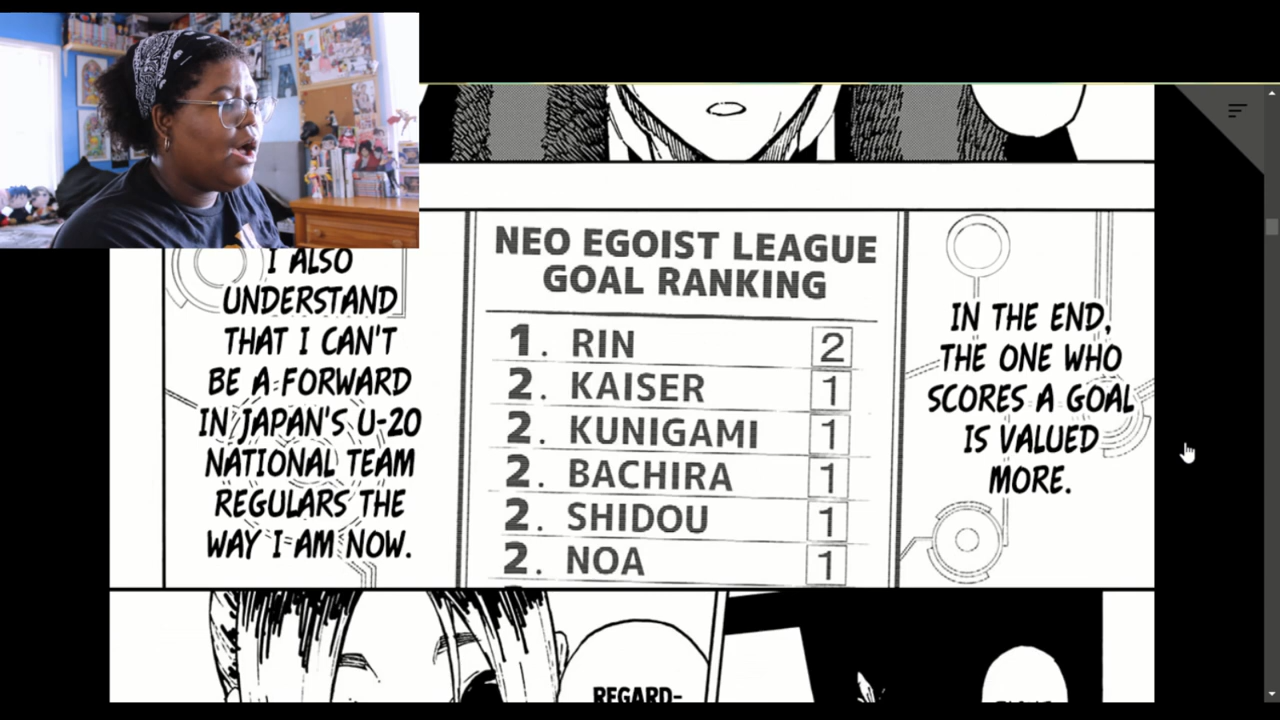 IN THE END,
THE ONE WHO
SCORES A GOAL
IS VALUED
MORE.
NEO EGOIST LEAGUE
GOAL RANKING
1. RIN 2
2. KAISER 1
2. KUNIGAMI 1
2. BACHIRA 1
2. SHIDOU 1
2. NOA 1
I ALSO
UNDERSTAND
THAT I CAN'T
BE A FORWARD
IN JAPAN'S U-20
NATIONAL TEAM
REGULARS THE
WAY I AM NOW.
REGARD-